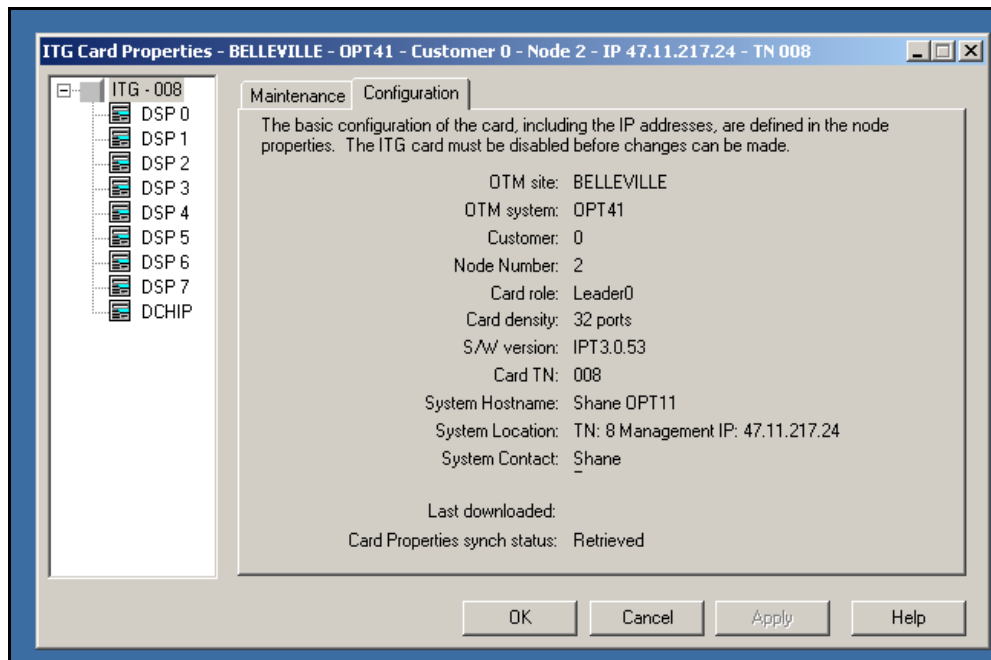 ITG Card Properties - BELLEVILLE - OPT41 - Customer 0 - Node 2 - IP 47.11.217.24 - TN 008
ITG - 008
DSP 0
DSP 1
DSP 2
DSP 3
DSP 4
DSP 5
DSP 6
DSP 7
DCHIP
Maintenance Configuration
The basic configuration of the card, including the IP addresses, are defined in the node
properties. The ITG card must be disabled before changes can be made.
OTM site: BELLEVILLE
OTM system: OPT41
Customer: 0
Node Number: 2
Card role: Leader0
Card density: 32 ports
S/W version: IPT3.0.53
Card TN: 008
System Hostname: Shane OPT11
System Location: TN: 8 Management IP: 47.11.217.24
System Contact: Shane
Last downloaded:
Card Properties synch status: Retrieved
OK Cancel Apply Help